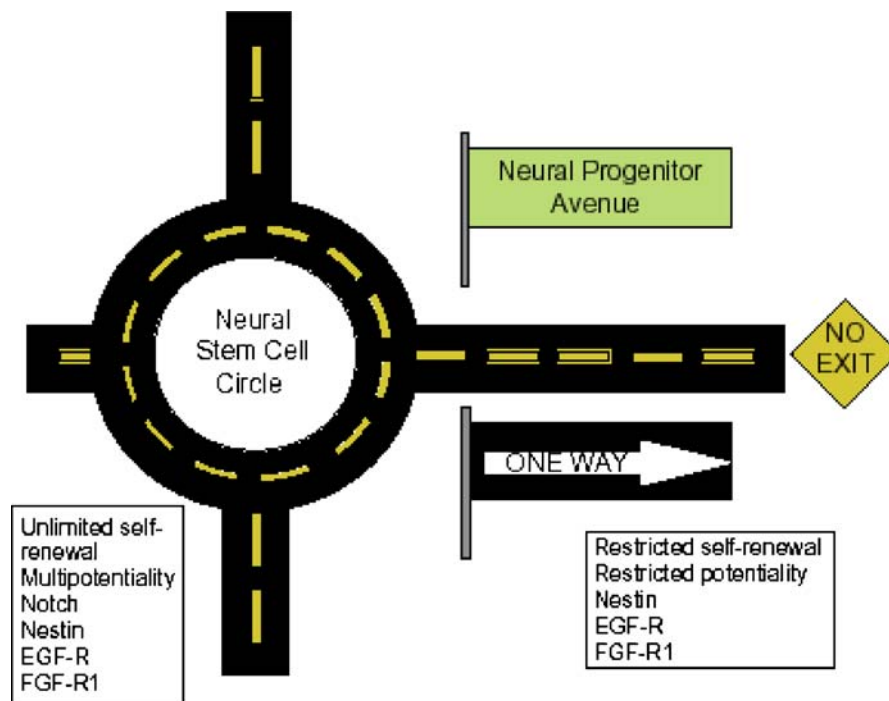 Neural Progenitor
Avenue
Neural
Stem Cell
Circle
NO
EXIT
ONE WAY
Unlimited self-
renewal
Multipotentiality
Notch
Nestin
EGF-R
FGF-R1
Restricted self-renewal
Restricted potentiality
Nestin
EGF-R
FGF-R1